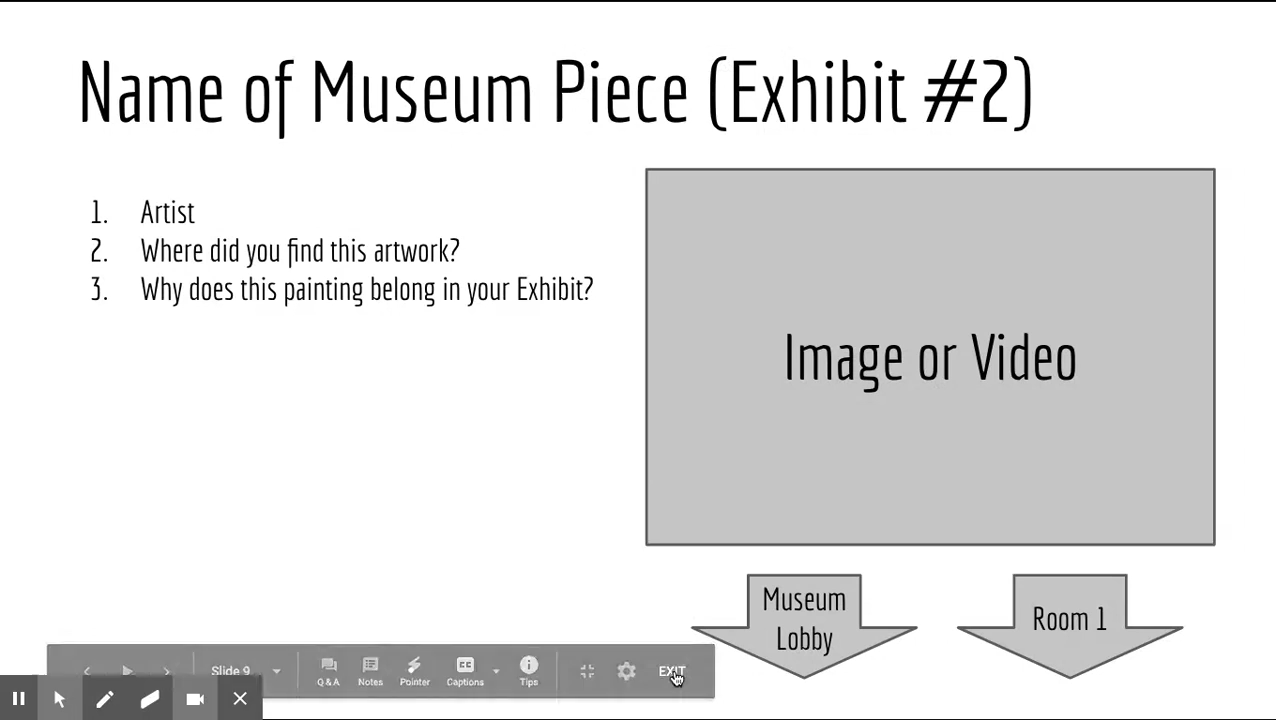 Name of Museum Piece (Exhibit #2)
1. Artist
2. Where did you find this artwork?
3. Why does this painting belong in your Exhibit?
Image or Video
Museum
Lobby
Room 1
Slide 9
Q & A
Notes
Pointer
CC
Captions
Tips
EXIT